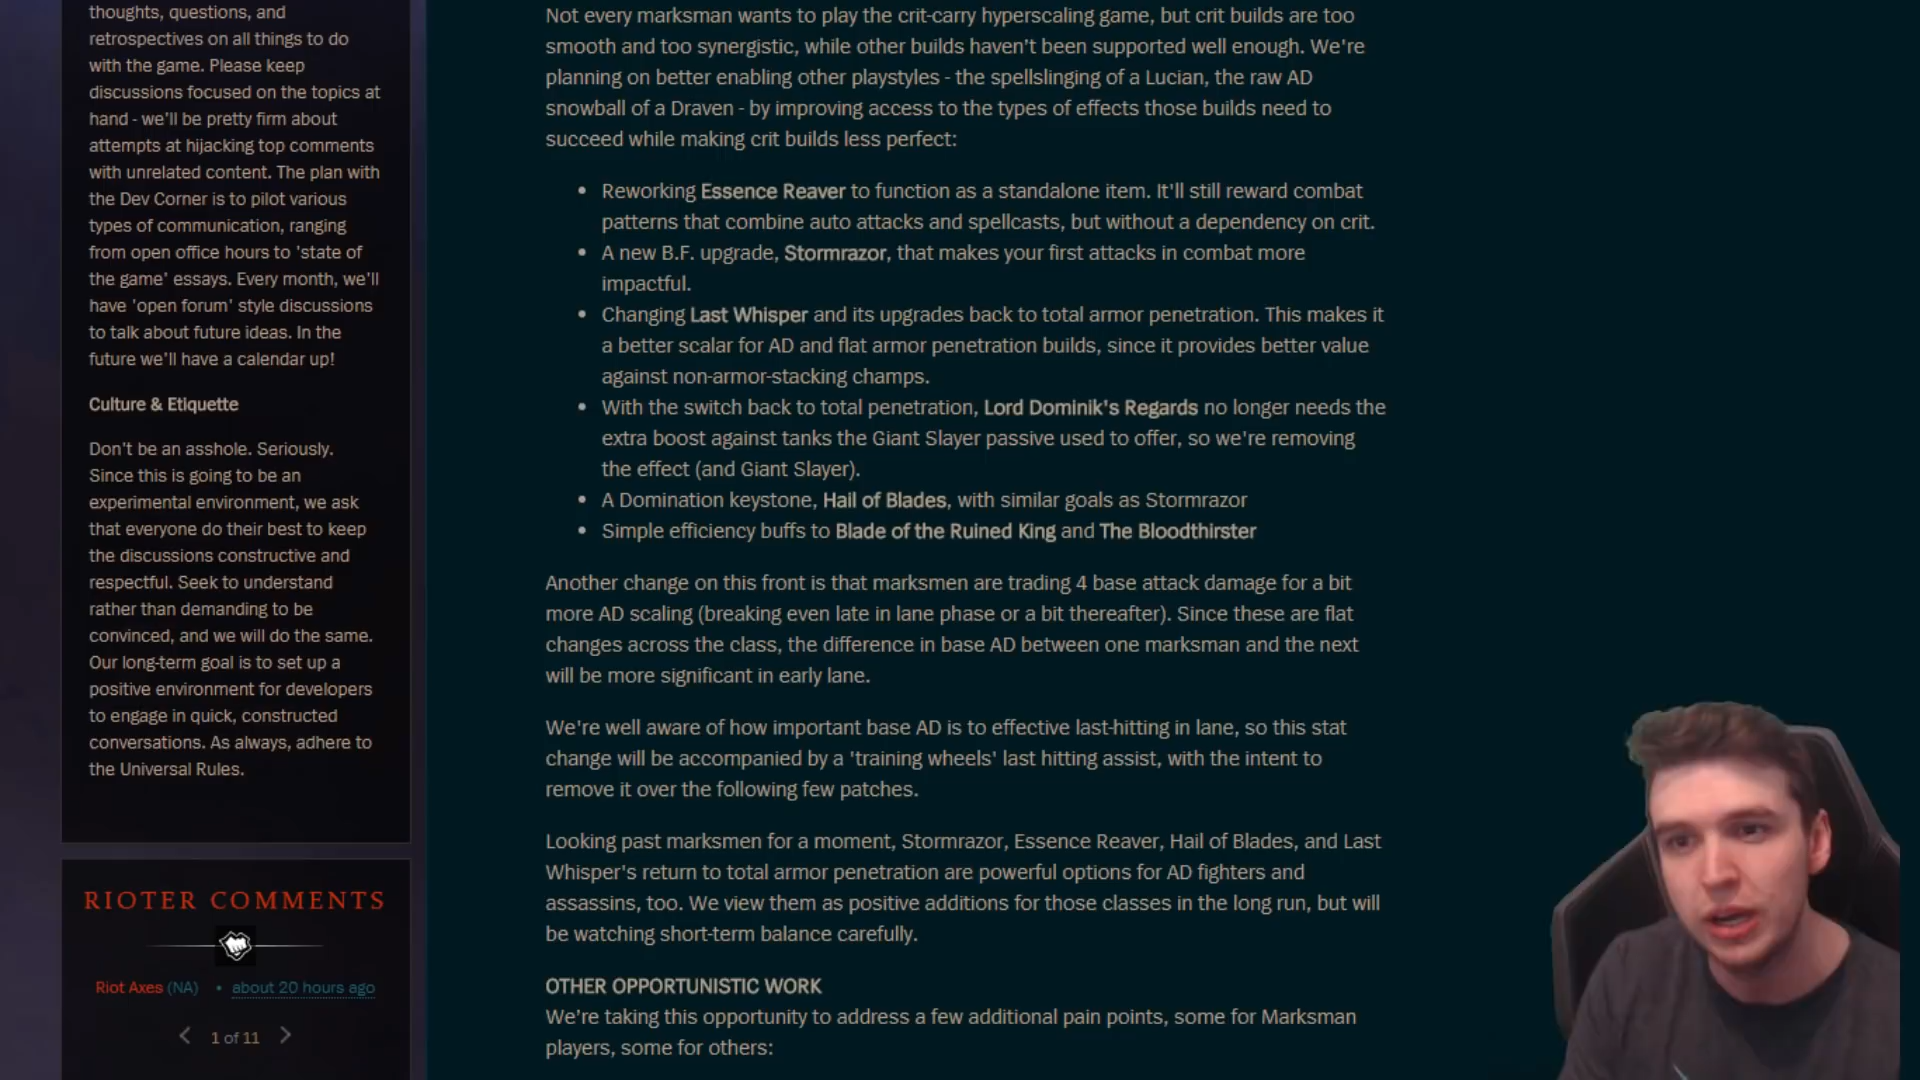 thoughts, questions, and
retrospectives on all things to do
with the game. Please keep
discussions focused on the topics at
hand - we'll be pretty firm about
attempts at hijacking top comments
with unrelated content. The plan with
the Dev Corner is to pilot various
types of communication, ranging
from open office hours to 'state of
the game' essays. Every month, we'll
have 'open forum' style discussions
to talk about future ideas. In the
future we'll have a calendar up!
Culture & Etiquette
Don't be an asshole. Seriously.
Since this is going to be an
experimental environment, we ask
that everyone do their best to keep
the discussions constructive and
respectful. Seek to understand
rather than demanding to be
convinced, and we will do the same.
Our long-term goal is to set up a
positive environment for developers
to engage in quick, constructed
conversations. As always, adhere to
the Universal Rules.
RIOTER COMMENTS
Riot Axes (NA) • about 20 hours ago
1 of 11
Not every marksman wants to play the crit-carry hyperscaling game, but crit builds are too
smooth and too synergistic, while other builds haven't been supported well enough. We're
planning on better enabling other playstyles - the spellslinging of a Lucian, the raw AD
snowball of a Draven - by improving access to the types of effects those builds need to
succeed while making crit builds less perfect:
• Reworking Essence Reaver to function as a standalone item. It'll still reward combat
patterns that combine auto attacks and spellcasts, but without a dependency on crit.
• A new B.F. upgrade, Stormrazor, that makes your first attacks in combat more
impactful.
• Changing Last Whisper and its upgrades back to total armor penetration. This makes it
a better scalar for AD and flat armor penetration builds, since it provides better value
against non-armor-stacking champs.
• With the switch back to total penetration, Lord Dominik's Regards no longer needs the
extra boost against tanks the Giant Slayer passive used to offer, so we're removing
the effect (and Giant Slayer).
• A Domination keystone, Hail of Blades, with similar goals as Stormrazor
• Simple efficiency buffs to Blade of the Ruined King and The Bloodthirster
Another change on this front is that marksmen are trading 4 base attack damage for a bit
more AD scaling (breaking even late in lane phase or a bit thereafter). Since these are flat
changes across the class, the difference in base AD between one marksman and the next
will be more significant in early lane.
We're well aware of how important base AD is to effective last-hitting in lane, so this stat
change will be accompanied by a 'training wheels' last hitting assist, with the intent to
remove it over the following few patches.
Looking past marksmen for a moment, Stormrazor, Essence Reaver, Hail of Blades, and Last
Whisper's return to total armor penetration are powerful options for AD fighters and
assassins, too. We view them as positive additions for those classes in the long run, but will
be watching short-term balance carefully.
OTHER OPPORTUNISTIC WORK
We're taking this opportunity to address a few additional pain points, some for Marksman
players, some for others: